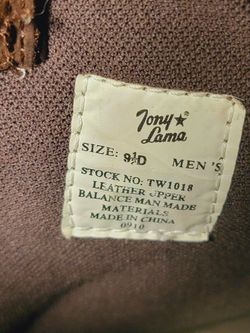 Tony★
Lama
SIZE: 9½D MEN'S
STOCK NO: TW1018
LEATHER UPPER
BALANCE MAN MADE
MATERIALS
MADE IN CHINA
0910